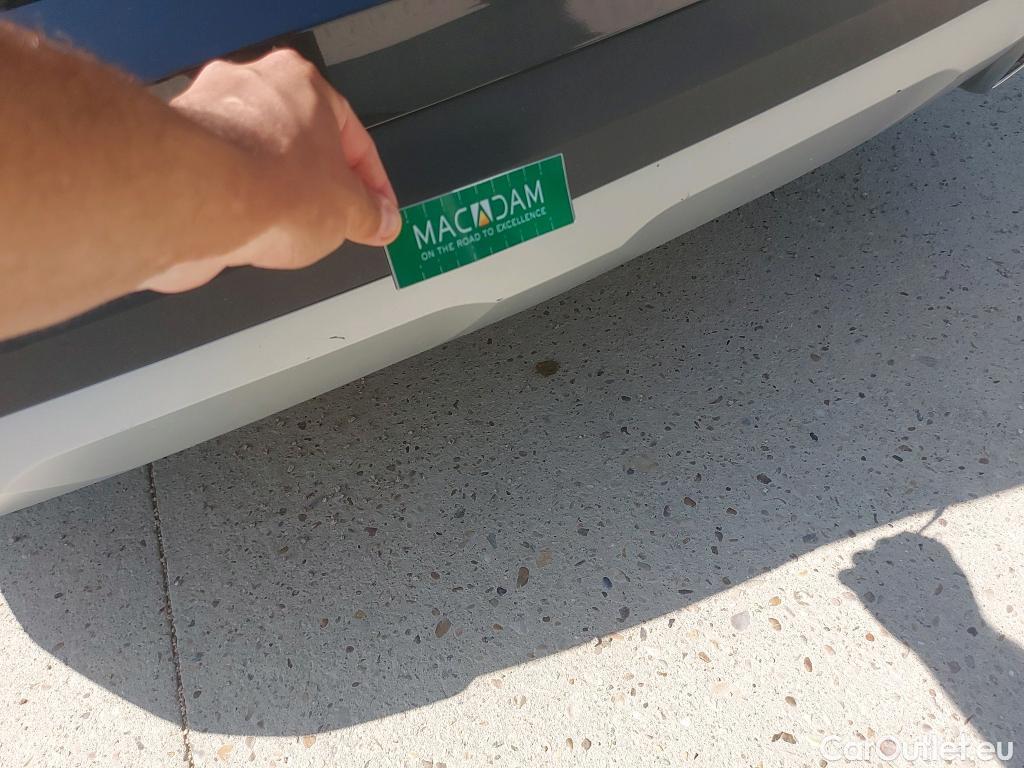 MACADAM
ON THE ROAD TO EXCELLENCE
CarOutlet.eu